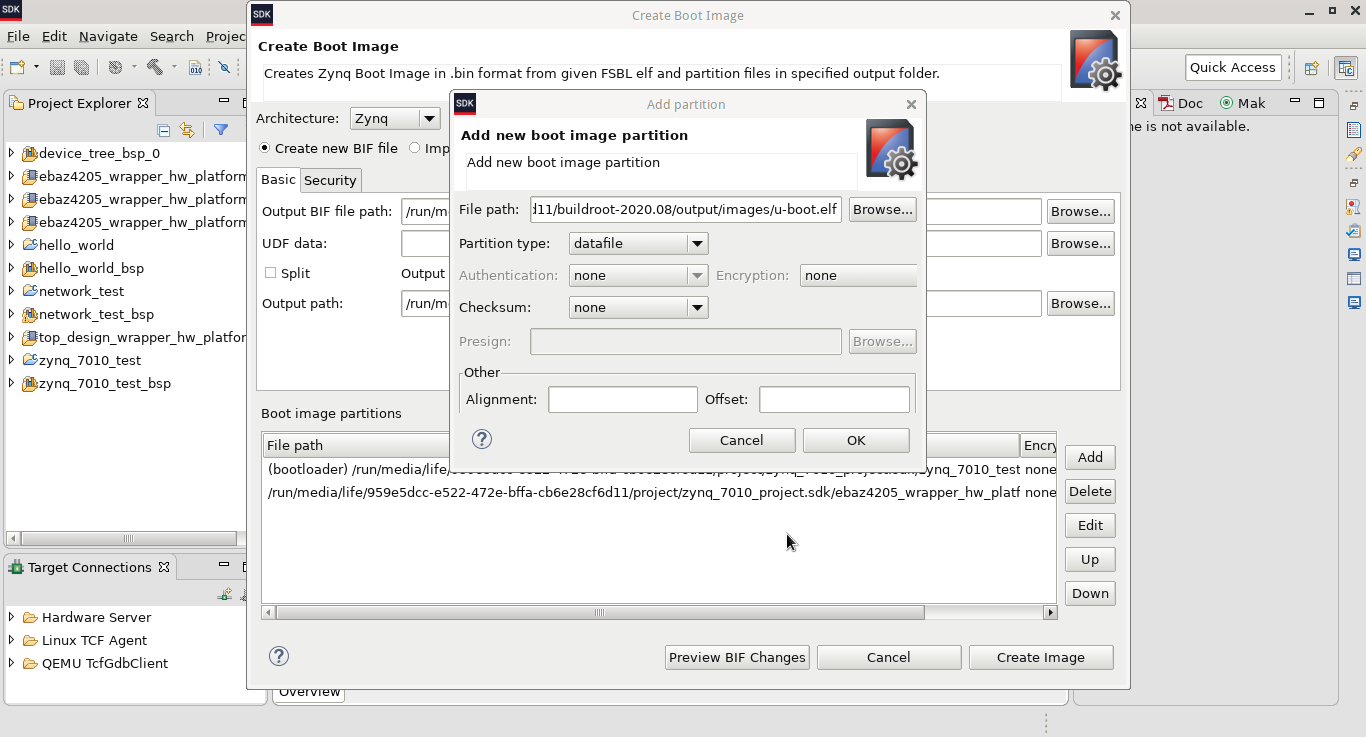 SDK
SDK Create Boot Image
File Edit Navigate Search Projec
Create Boot Image
Creates Zynq Boot Image in .bin format from given FSBL elf and partition files in specified output folder.
Quick Access
Project Explorer
Doc Mak
ne is not available.
Architecture: Zynq
Create new BIF file Imp
Basic Security
Output BIF file path: /run/m Browse...
UDF data: Browse...
Split Output
Output path: /run/m Browse...
SDK Add partition
Add new boot image partition
Add new boot image partition
File path: d11/buildroot-2020.08/output/images/u-boot.elf Browse...
Partition type: datafile
Authentication: none Encryption: none
Checksum: none
Presign: Browse...
Other
Alignment: Offset:
Cancel OK
device_tree_bsp_0
ebaz4205_wrapper_hw_platform
ebaz4205_wrapper_hw_platform
ebaz4205_wrapper_hw_platform
hello_world
hello_world_bsp
network_test
network_test_bsp
top_design_wrapper_hw_platfor
zynq_7010_test
zynq_7010_test_bsp
Boot image partitions
File path Encry
(bootloader) /run/media/life/ zynq_7010_test none
/run/media/life/959e5dcc-e522-472e-bffa-cb6e28cf6d11/project/zynq_7010_project.sdk/ebaz4205_wrapper_hw_platf none
Add
Delete
Edit
Up
Down
Target Connections
Hardware Server
Linux TCF Agent
QEMU TcfGdbClient
Preview BIF Changes Cancel Create Image
Overview